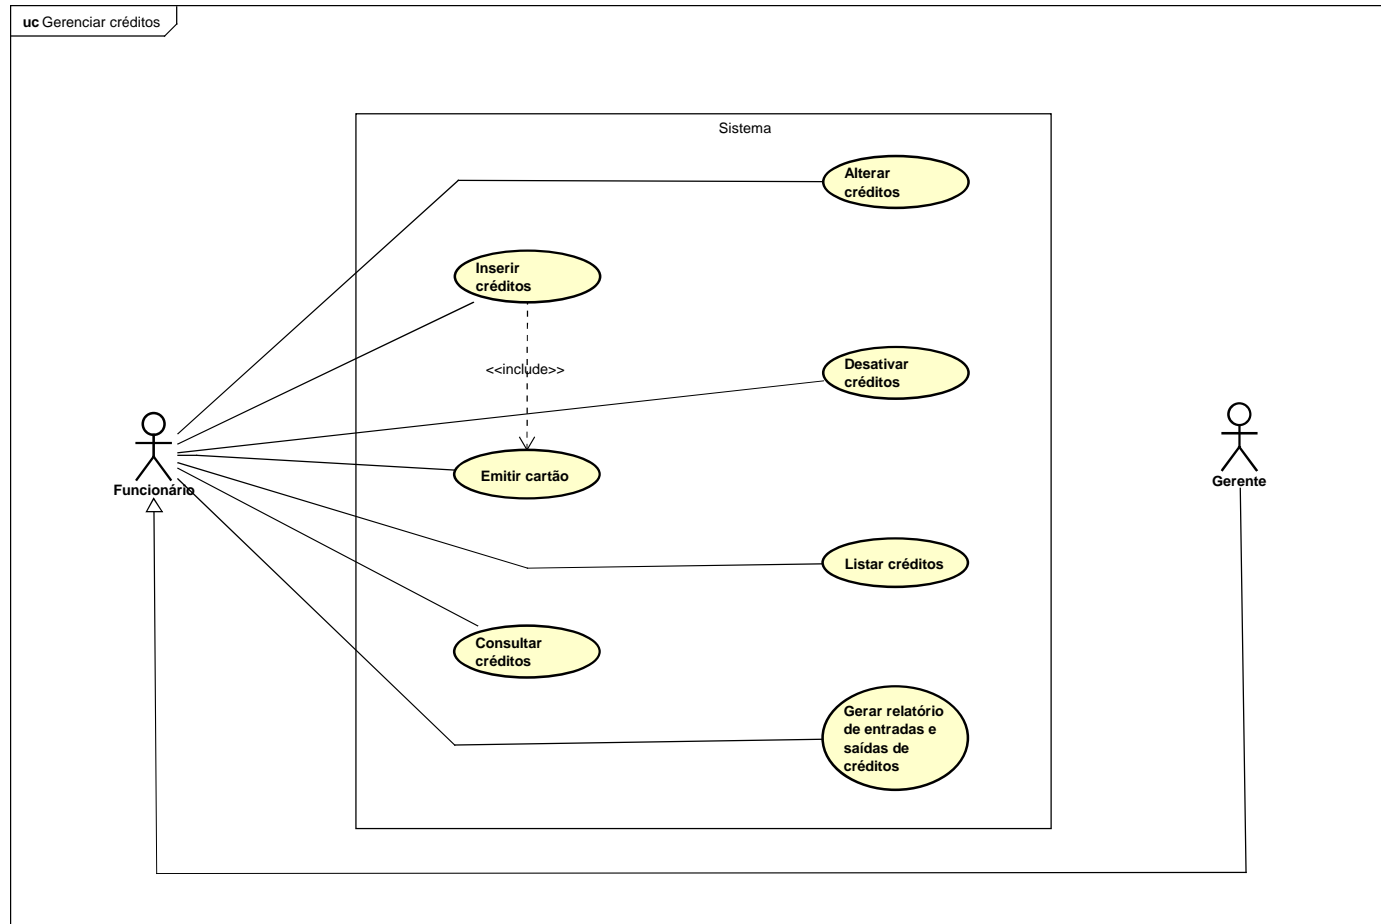 uc Gerenciar créditos
Sistema
Alterar
créditos
Inserir
créditos
<<include>>
Desativar
créditos
Emitir cartão
Funcionário
Gerente
Listar créditos
Consultar
créditos
Gerar relatório
de entradas e
saídas de
créditos